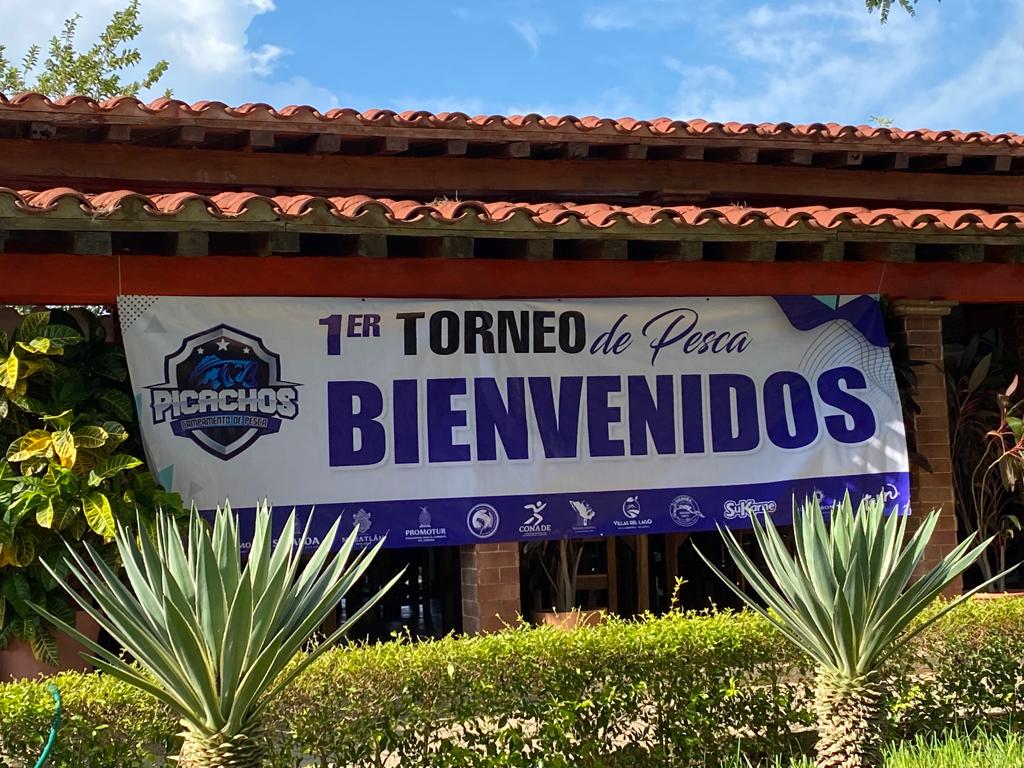 1ER TORNEO de Pesca
BIENVENIDOS
PICACHOS
CAMPAMENTO DE PESCA
PROMOTUR
CONADE
VILLAS DEL LAGO
SuKarne